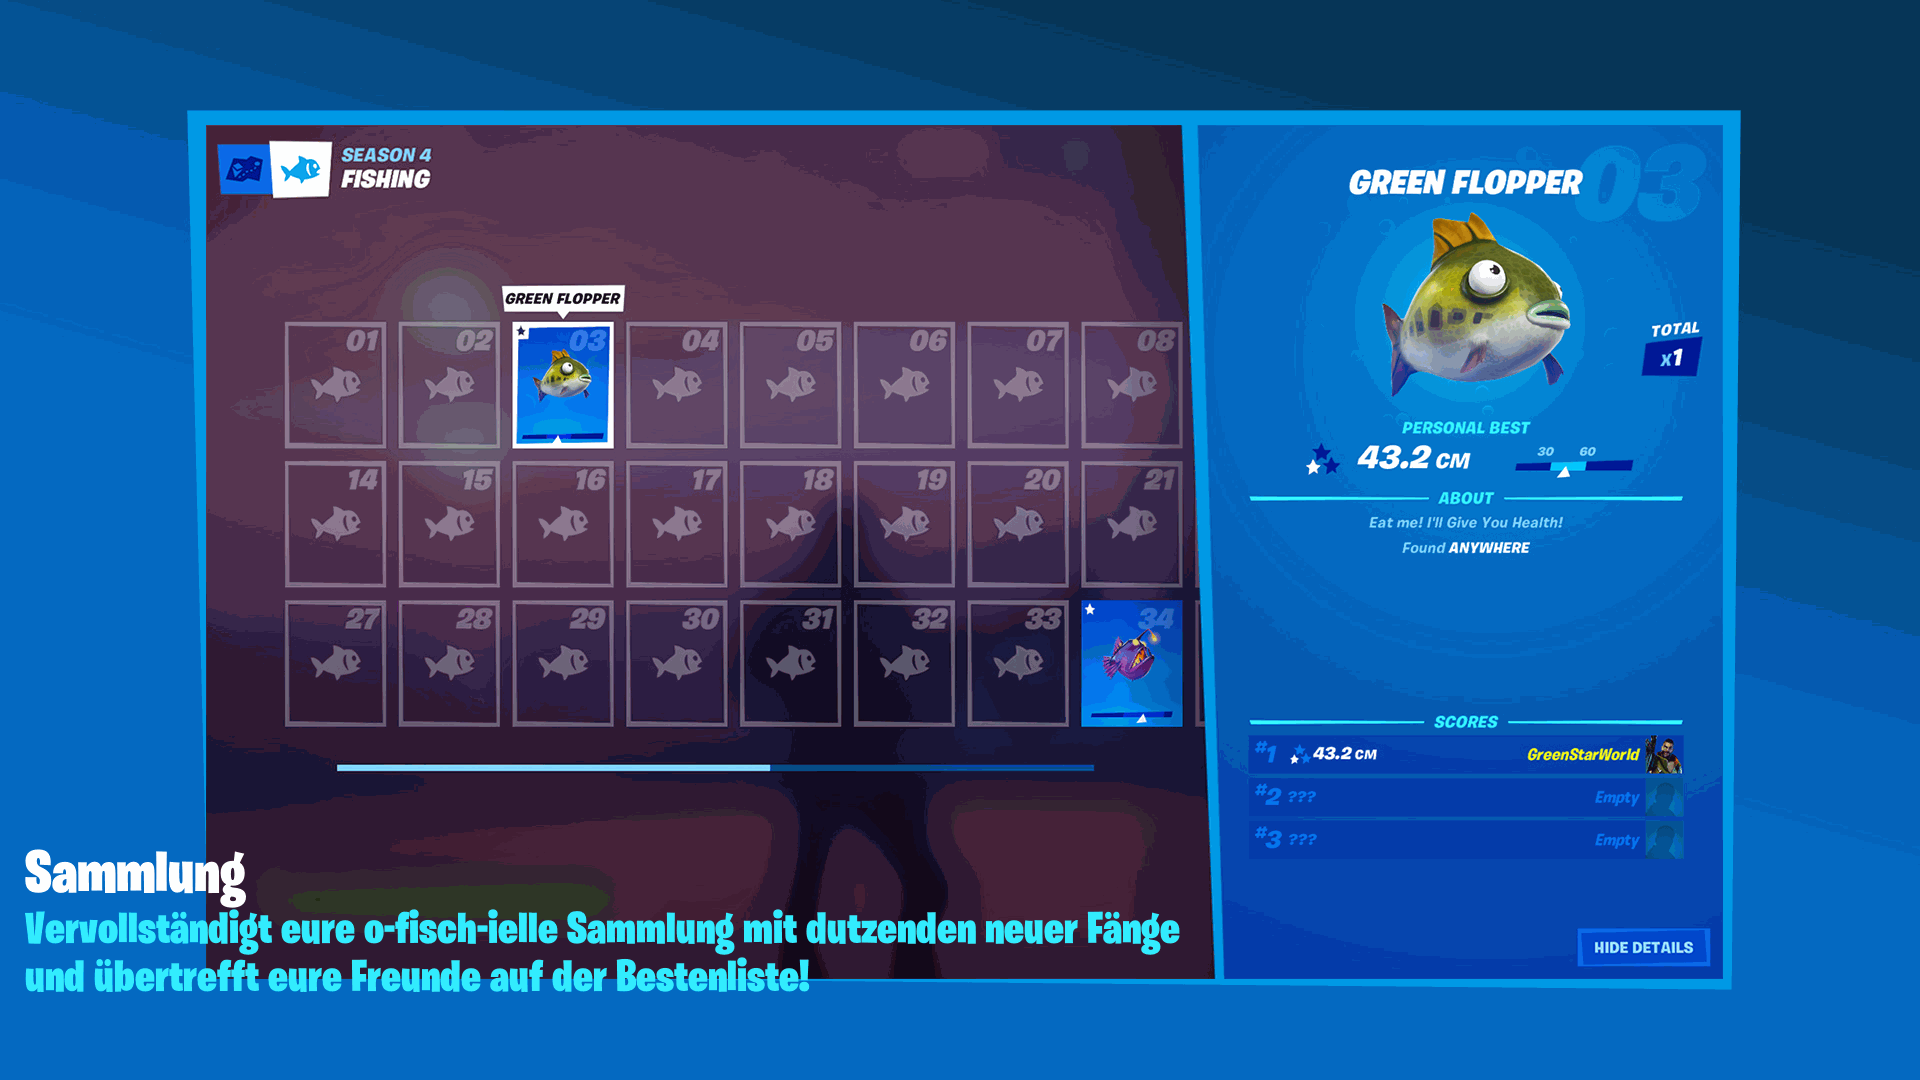 SEASON 4
FISHING
GREEN FLOPPER
01 02 03 04 05 06 07 08
14 15 16 17 18 19 20 21
27 28 29 30 31 32 33 34
GREEN FLOPPER 03
TOTAL
x1
PERSONAL BEST
43.2 CM
30 60
ABOUT
Eat me! I'll Give You Health!
Found ANYWHERE
SCORES
#1 43.2 CM GreenStarWorld
#2 ??? Empty
#3 ??? Empty
HIDE DETAILS
Sammlung
Vervollständigt eure o-fisch-ielle Sammlung mit dutzenden neuer Fänge
und übertrefft eure Freunde auf der Bestenliste!